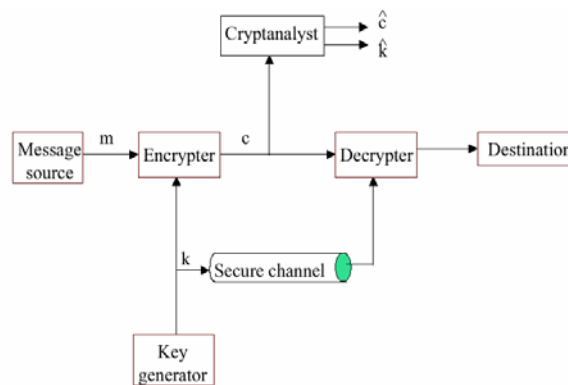 Cryptanalyst
ĉ
k̂
Message
source
m
Encrypter
c
Decrypter
Destination
k
Secure channel
Key
generator